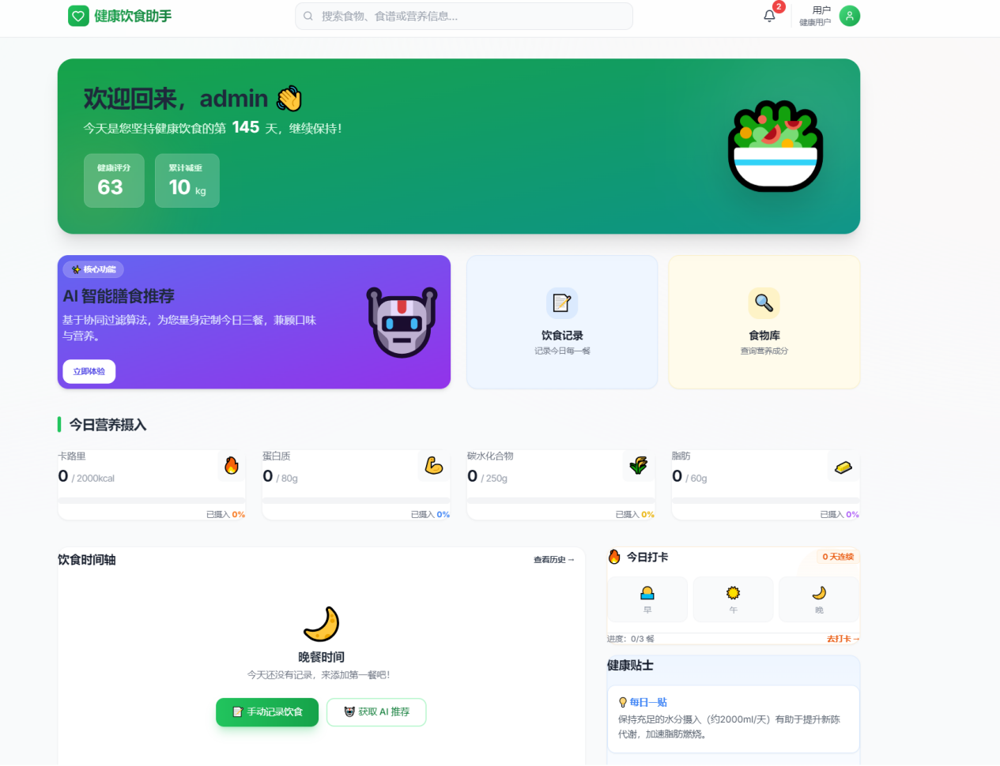 健康饮食助手
搜索食物、食谱或营养信息...
2
用户
健康用户
欢迎回来，admin
今天是您坚持健康饮食的第 145 天，继续保持！
健康评分
63
累计减重
10 kg
核心功能
AI 智能膳食推荐
基于协同过滤算法，为您量身定制今日三餐，兼顾口味
与营养。
立即体验
饮食记录
记录今日每一餐
食物库
查询营养成分
今日营养摄入
卡路里
0 / 2000kcal
已摄入 0%
蛋白质
0 / 80g
已摄入 0%
碳水化合物
0 / 250g
已摄入 0%
脂肪
0 / 60g
已摄入 0%
饮食时间轴
查看历史 →
晚餐时间
今天还没有记录，来添加第一餐吧！
手动记录饮食
获取 AI 推荐
今日打卡
0 天连续
早
午
晚
进度：0/3 餐
去打卡 →
健康贴士
每日一贴
保持充足的水分摄入（约2000ml/天）有助于提升新陈
代谢，加速脂肪燃烧。